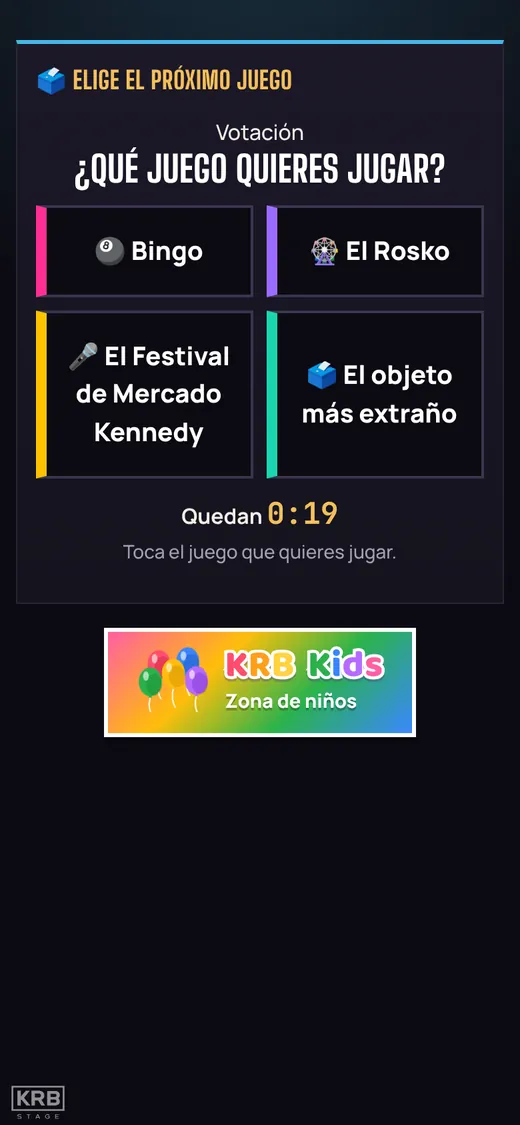 ELIGE EL PRÓXIMO JUEGO
Votación
¿QUÉ JUEGO QUIERES JUGAR?
Bingo
El Rosko
El Festival
de Mercado
Kennedy
El objeto
más extraño
Quedan 0:19
Toca el juego que quieres jugar.
KRB Kids
Zona de niños
KRB
STAGE